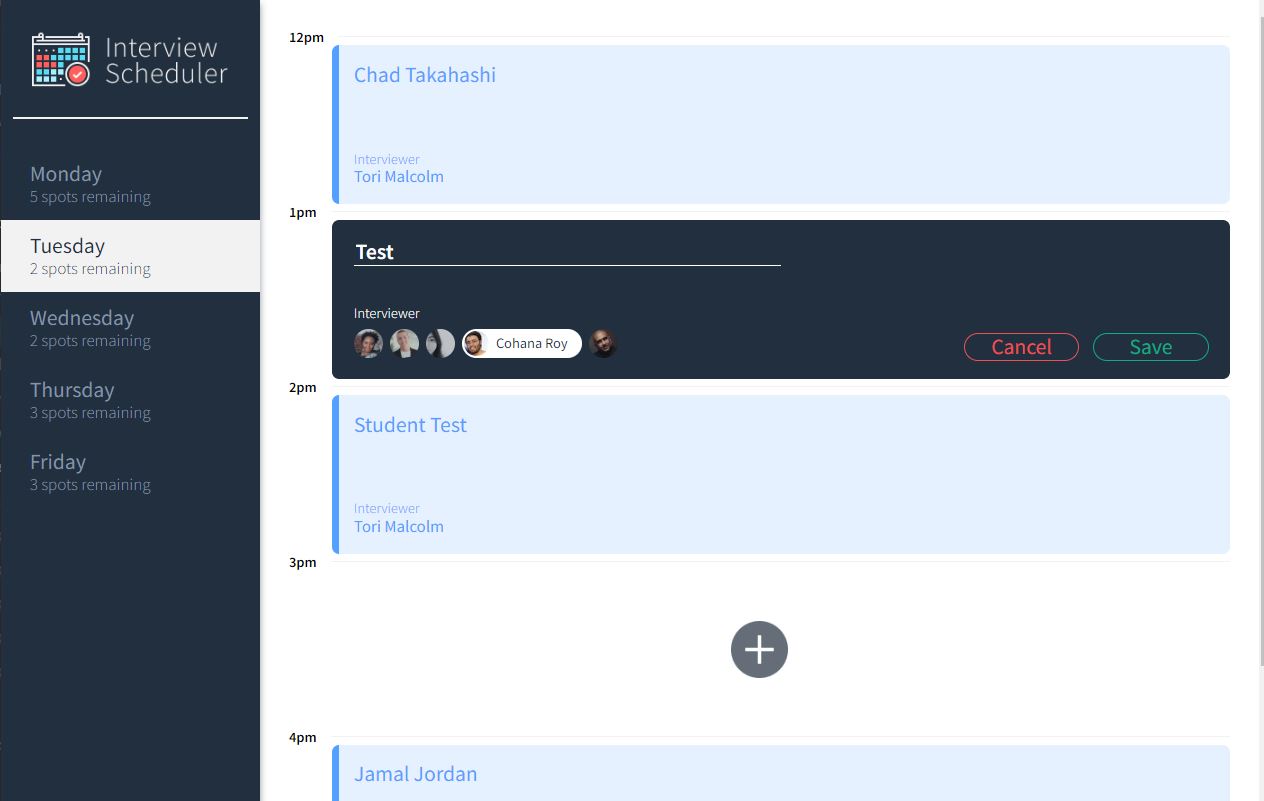 Interview
Scheduler
Monday
5 spots remaining
Tuesday
2 spots remaining
Wednesday
2 spots remaining
Thursday
3 spots remaining
Friday
3 spots remaining
12pm
Chad Takahashi
Interviewer
Tori Malcolm
1pm
Test
Interviewer
Cohana Roy
Cancel
Save
2pm
Student Test
Interviewer
Tori Malcolm
3pm
4pm
Jamal Jordan